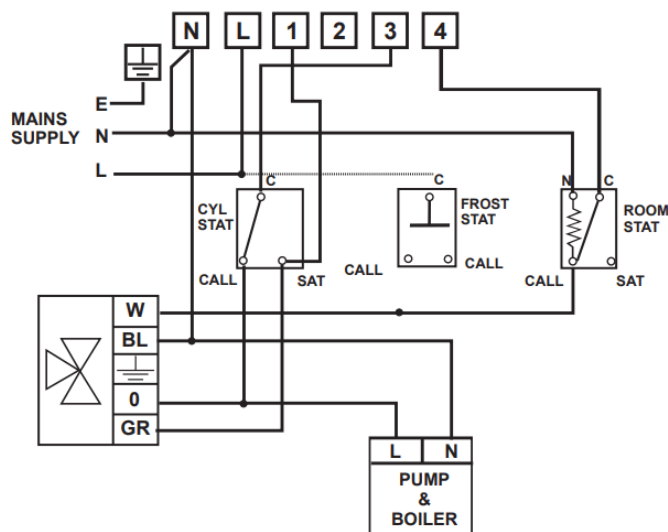 N L 1 2 3 4
E
MAINS
SUPPLY
N
L
C
C
N C
CYL
STAT
FROST
STAT
ROOM
STAT
CALL SAT
CALL CALL
CALL SAT
W
BL
0
GR
L N
PUMP
&
BOILER